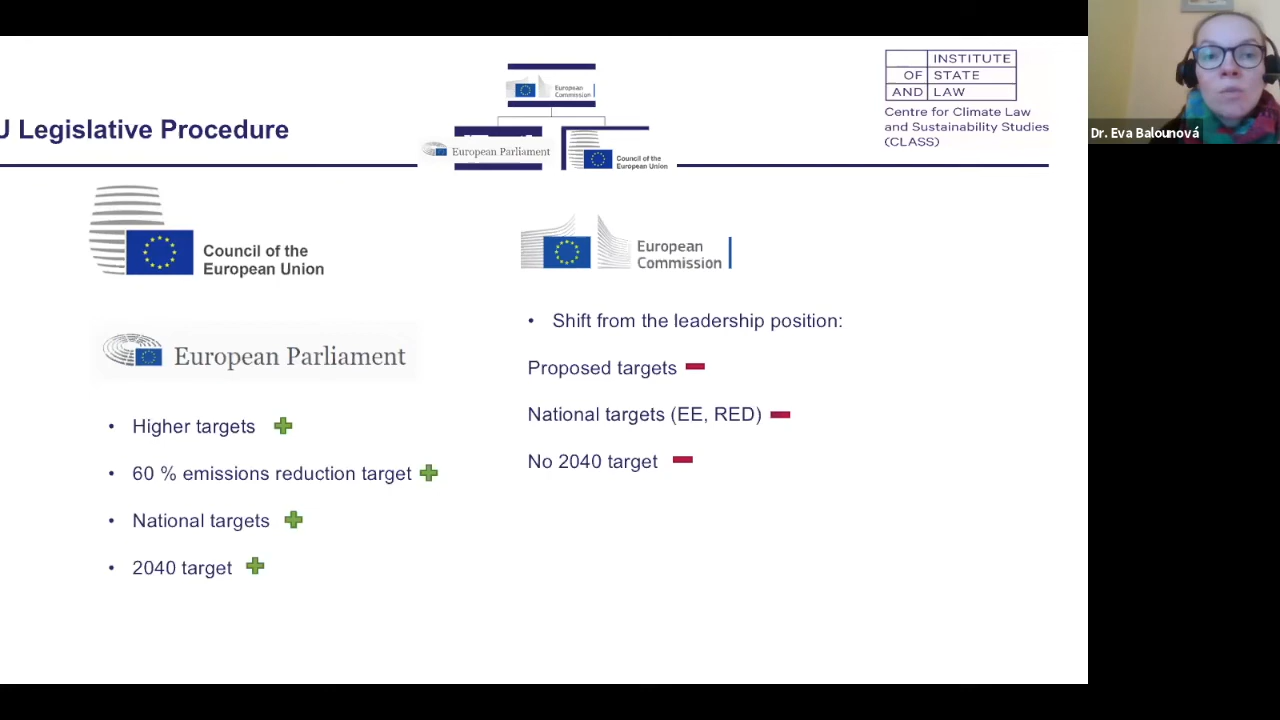 U Legislative Procedure
European
Commission
European Parliament
Council of the
European Union
INSTITUTE
OF STATE
AND LAW
Centre for Climate Law
and Sustainability Studies
(CLASS)
Dr. Eva Balounová
Council of the
European Union
European Parliament
• Higher targets
• 60 % emissions reduction target
• National targets
• 2040 target
European
Commission
• Shift from the leadership position:
Proposed targets
National targets (EE, RED)
No 2040 target